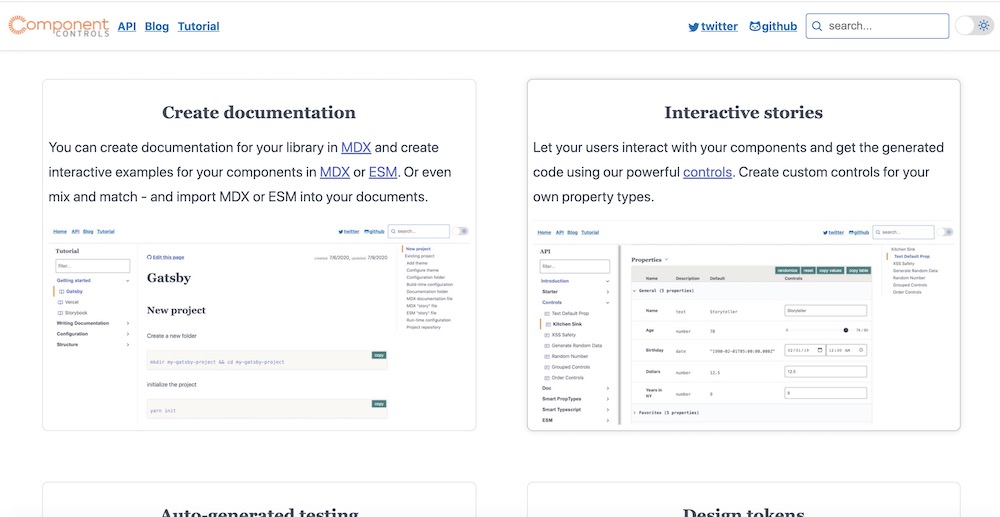 Component
CONTROLS
API Blog Tutorial
twitter github search...
Create documentation
You can create documentation for your library in MDX and create
interactive examples for your components in MDX or ESM. Or even
mix and match - and import MDX or ESM into your documents.
Home API Blog Tutorial
twitter github search...
Tutorial
filter...
Getting started
Gatsby
Vercel
Storybook
Writing Documentation
Configuration
Structure
Edit this page
created 7/6/2020, updated 7/9/2020
Gatsby
New project
Create a new folder
copy
mkdir my-gatsby-project && cd my-gatsby-project
initialize the project
copy
yarn init
New project
Existing project
Add theme
Configure theme
Configuration folder
Build-time configuration
Documentation folder
MDX documentation file
MDX "story" file
ESM "story" file
Run-time configuration
Project repository
Interactive stories
Let your users interact with your components and get the generated
code using our powerful controls. Create custom controls for your
own property types.
Home API Blog Tutorial
twitter github search...
API
filter...
Introduction
Starter
Controls
Test Default Prop
Kitchen Sink
XSS Safety
Generate Random Data
Random Number
Grouped Controls
Order Controls
Doc
Smart PropTypes
Smart Typescript
ESM
Properties
randomize reset copy values copy table
Name Description Default Controls
General (5 properties)
Name text Storyteller Storyteller
Age number 70 0 70/80
Birthday date
Dollars number 12.5 12.5
Years in
NY
number 9 9
Favorites (5 properties)
Kitchen Sink
Test Default Prop
XSS Safety
Generate Random Data
Random Number
Grouped Controls
Order Controls
Auto-generated testing
Design tokens